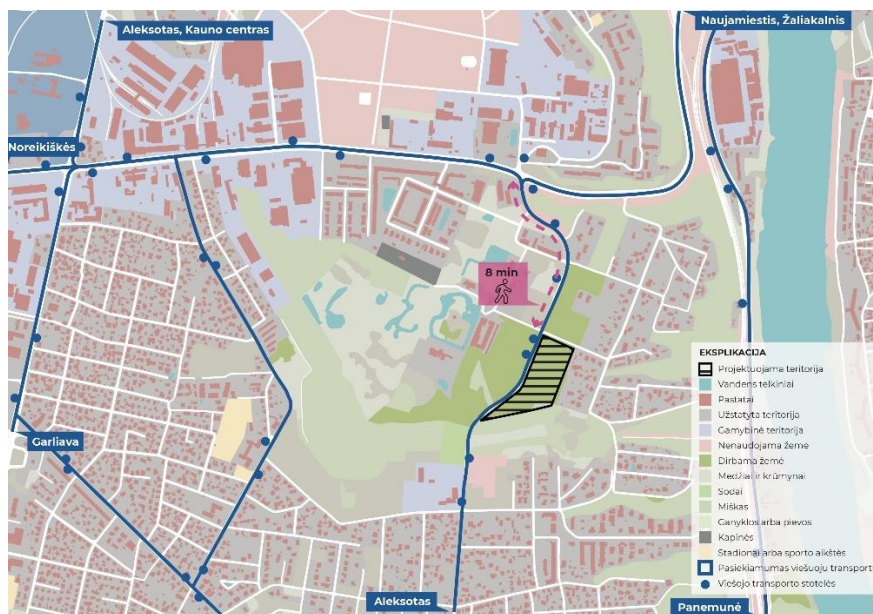 Aleksotas, Kauno centras
Naujamiestis, Žaliakalnis
Noreikiškės
8 min
Garliava
Aleksotas
Panemunė
EKSPLIKACIJA
Projektuojama teritorija
Vandens telkiniai
Pastatai
Užstatyta teritorija
Gamybinė teritorija
Nenaudojama žemė
Dirbama žemė
Medžiai ir krūmynai
Sodai
Miškas
Ganyklos arba pievos
Kapinės
Stadionai arba sporto aikštės
Pasiekiamumas viešuoju transport
Viešojo transporto stotelės